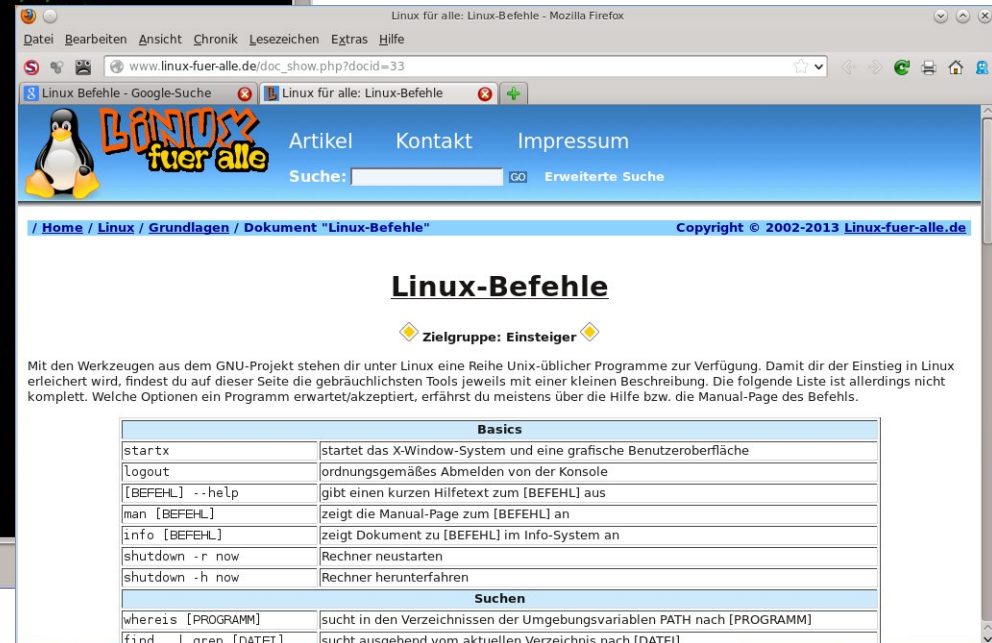 Linux für alle: Linux-Befehle - Mozilla Firefox
Datei Bearbeiten Ansicht Chronik Lesezeichen Extras Hilfe
www.linux-fuer-alle.de/doc_show.php?docid=33
Linux Befehle - Google-Suche Linux für alle: Linux-Befehle
LINUX
fuer alle
Artikel Kontakt Impressum
Suche: GO Erweiterte Suche
/ Home / Linux / Grundlagen / Dokument "Linux-Befehle" Copyright © 2002-2013 Linux-fuer-alle.de
Linux-Befehle
Zielgruppe: Einsteiger
Mit den Werkzeugen aus dem GNU-Projekt stehen dir unter Linux eine Reihe Unix-üblicher Programme zur Verfügung. Damit dir der Einstieg in Linux
erleichert wird, findest du auf dieser Seite die gebräuchlichsten Tools jeweils mit einer kleinen Beschreibung. Die folgende Liste ist allerdings nicht
komplett. Welche Optionen ein Programm erwartet/akzeptiert, erfährst du meistens über die Hilfe bzw. die Manual-Page des Befehls.
Basics
startx startet das X-Window-System und eine grafische Benutzeroberfläche
logout ordnungsgemäßes Abmelden von der Konsole
[BEFEHL] --help gibt einen kurzen Hilfetext zum [BEFEHL] aus
man [BEFEHL] zeigt die Manual-Page zum [BEFEHL] an
info [BEFEHL] zeigt Dokument zu [BEFEHL] im Info-System an
shutdown -r now Rechner neustarten
shutdown -h now Rechner herunterfahren
Suchen
whereis [PROGRAMM] sucht in den Verzeichnissen der Umgebungsvariablen PATH nach [PROGRAMM]
find . | grep [DATEI] sucht ausgehend vom aktuellen Verzeichnis nach [DATEI]